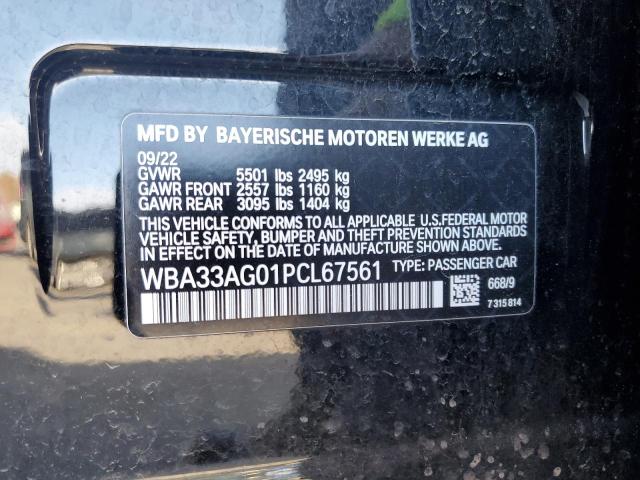 MFD BY BAYERISCHE MOTOREN WERKE AG
09/22
GVWR 5501 lbs 2495 kg
GAWR FRONT 2557 lbs 1160 kg
GAWR REAR 3095 lbs 1404 kg
THIS VEHICLE CONFORMS TO ALL APPLICABLE U.S.FEDERAL MOTOR
VEHICLE SAFETY, BUMPER AND THEFT PREVENTION STANDARDS
IN EFFECT ON THE DATE OF MANUFACTURE SHOWN ABOVE.
WBA33AG01PCL67561 TYPE: PASSENGER CAR
668/9
7 315 814